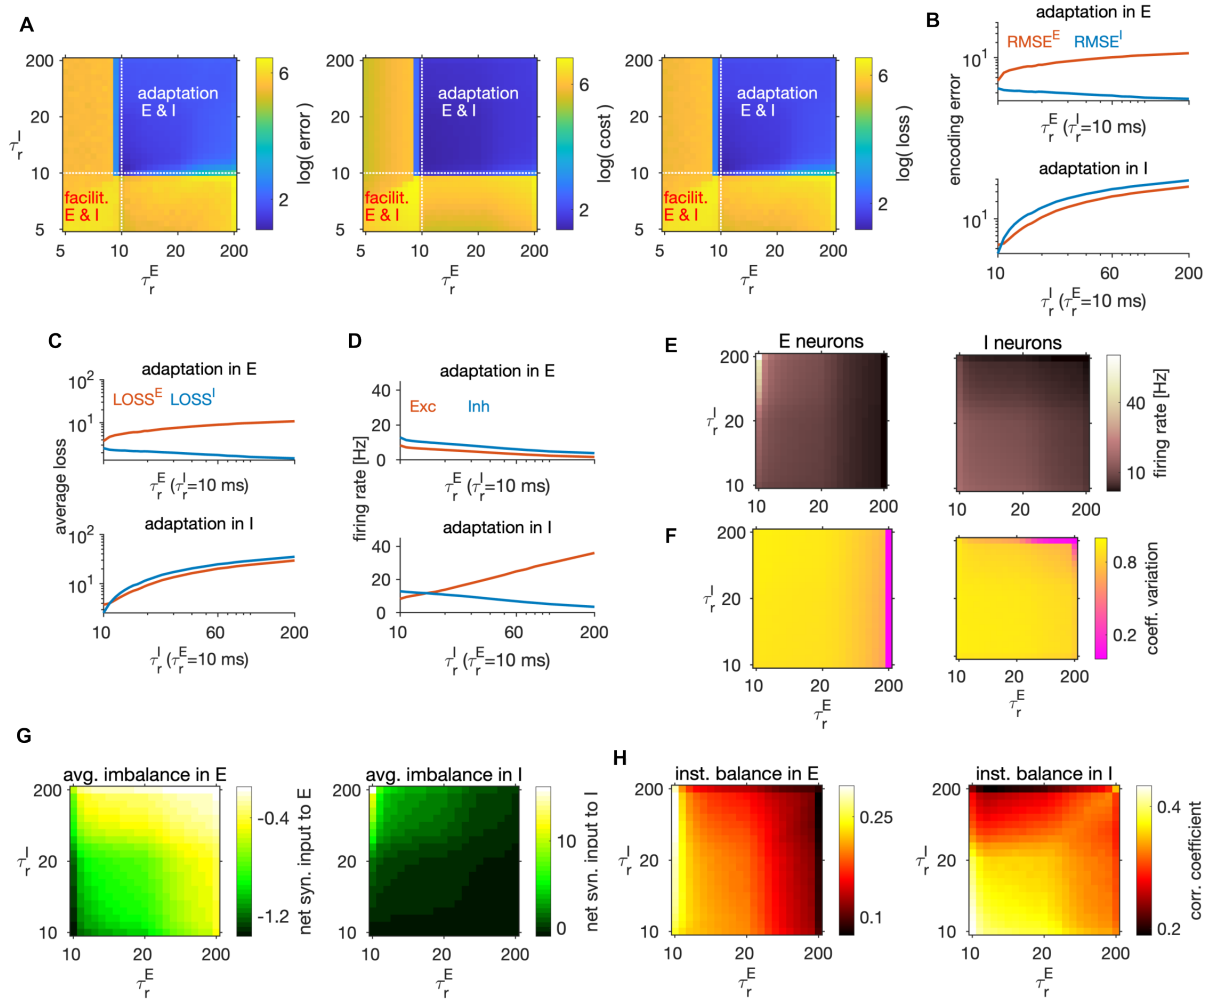 A
200
20
10
5
τ_r^I
adaptation
E & I
facilit.
E & I
5 10 20 200
τ_r^E
6
2
log( error )
adaptation
E & I
facilit.
E & I
5 10 20 200
τ_r^E
6
2
log( cost )
adaptation
E & I
facilit.
E & I
5 10 20 200
τ_r^E
6
2
log( loss )
B
adaptation in E
RMSE^E RMSE^I
10^1
τ_r^E (τ_r^I=10 ms)
encoding error
adaptation in I
10^1
10 60 200
τ_r^I (τ_r^E=10 ms)
C
adaptation in E
10^2
LOSS^E LOSS^I
10^1
τ_r^E (τ_r^I=10 ms)
average loss
adaptation in I
10^2
10^1
10 60 200
τ_r^I (τ_r^E=10 ms)
D
adaptation in E
40
Exc Inh
20
0
τ_r^E (τ_r^I=10 ms)
firing rate [Hz]
adaptation in I
40
20
0
10 60 200
τ_r^I (τ_r^E=10 ms)
E
E neurons
200
20
10
τ_r^I
10 20 200
I neurons
10 20 200
40
10
firing rate [Hz]
F
200
20
10
τ_r^I
10 20 200
τ_r^E
10 20 200
τ_r^E
0.8
0.2
coeff. variation
G
avg. imbalance in E
200
20
10
τ_r^I
10 20 200
τ_r^E
-0.4
-1.2
net syn. input to E
avg. imbalance in I
200
20
10
10 20 200
τ_r^E
10
0
net syn. input to I
H
inst. balance in E
200
20
10
τ_r^I
10 20 200
τ_r^E
0.25
0.1
inst. balance in I
200
20
10
τ_r^I
10 20 200
τ_r^E
0.4
0.2
corr. coefficient